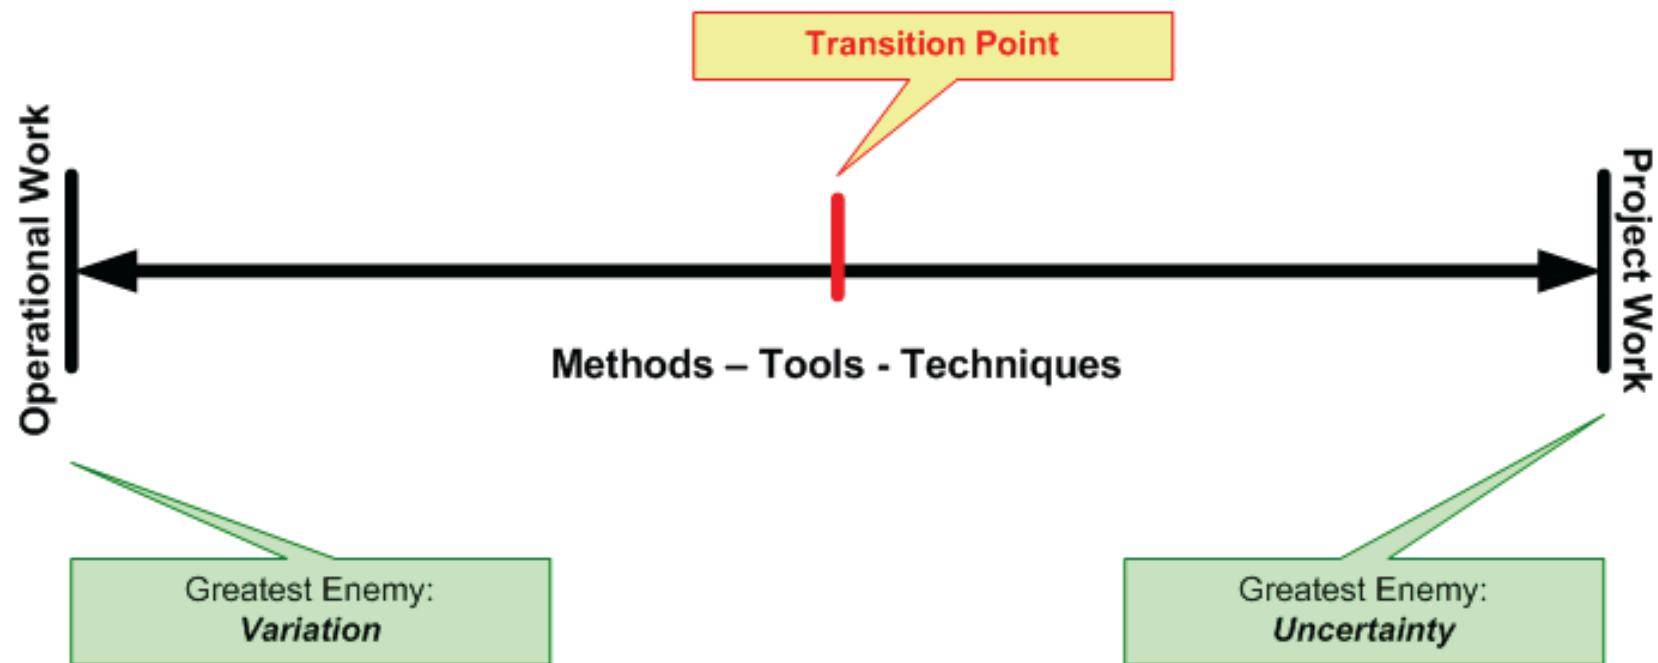 Transition Point
Operational Work
Project Work
Methods – Tools - Techniques
Greatest Enemy:
Variation
Greatest Enemy:
Uncertainty